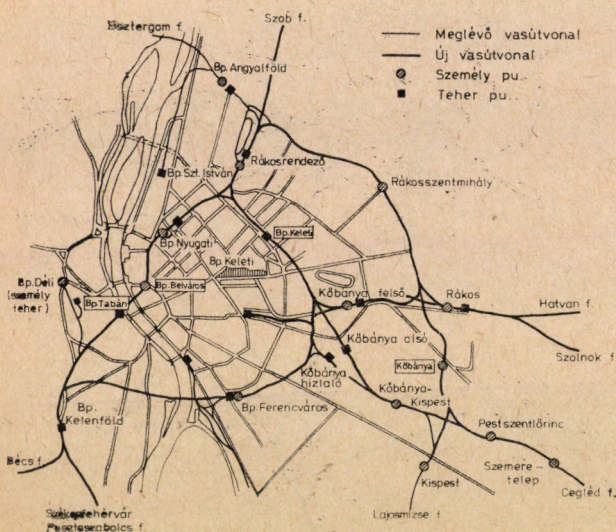 Esztergom f.
Szob f.
Meglévő vasútvonal
Új vasútvonal
Személy pu.
Teher pu.
Bp. Angyalföld
Rákosrendező
Bp. Szt. István
Rákosszentmihály
Bp. Nyugati
Bp. Keleti
Bp. Keleti
Bp. Déli
(személy
teher)
Bp. Belváros
Bp. Tabán
Kőbánya felső
Rákos
Hatvan f.
Kőbánya alsó
Szolnok f.
Kőbánya
hizlaló
Kőbánya
Kőbánya-
Kispest
Bp.
Kelenföld
Bp. Ferencváros
Pestszentlőrinc
Bécs f.
Kispest
Szemere-
telep
Cegléd f.
Székesfehérvár
Pusztaszabolcs f.
Lajosmizse f.